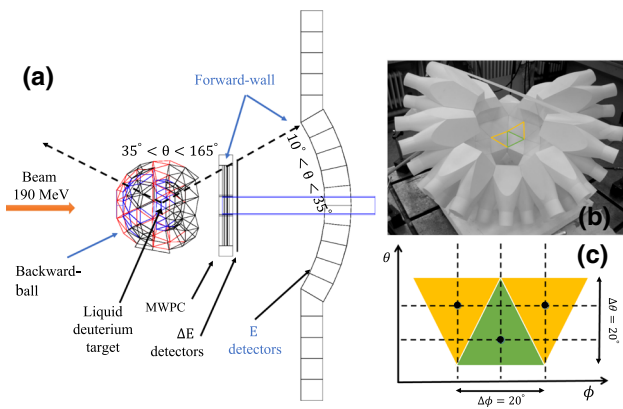 (a)
Forward-wall
35° < θ < 165°
10° < θ < 35°
Beam
190 MeV
Backward-
ball
Liquid
deuterium
target
MWPC
ΔE
detectors
E
detectors
(b)
(c)
θ
Δθ = 20°
Δϕ = 20°
ϕ